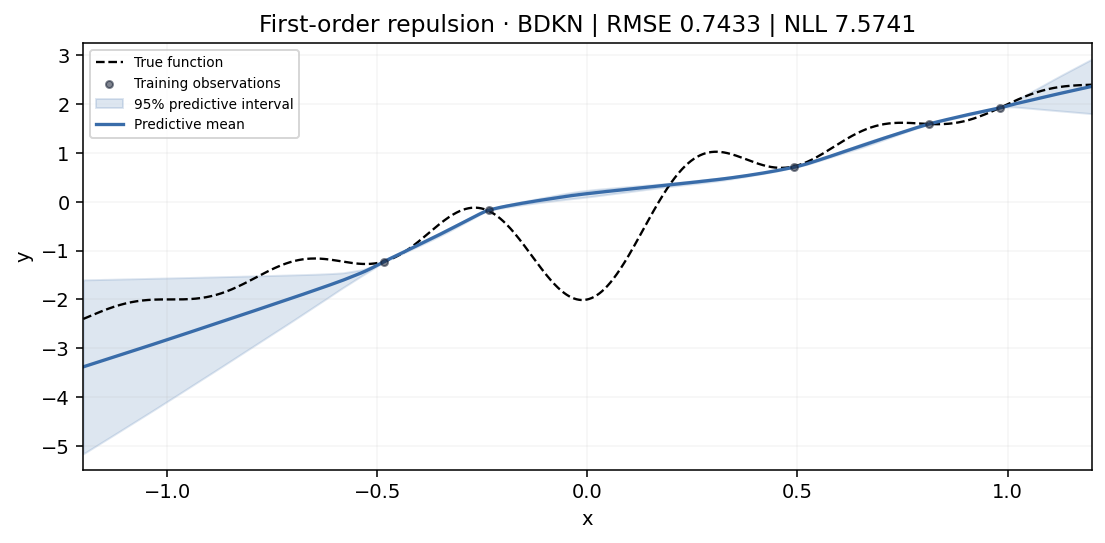 First-order repulsion · BDKN | RMSE 0.7433 | NLL 7.5741
True function
Training observations
95% predictive interval
Predictive mean
y
3
2
1
0
−1
−2
−3
−4
−5
−1.0
−0.5
0.0
0.5
1.0
x